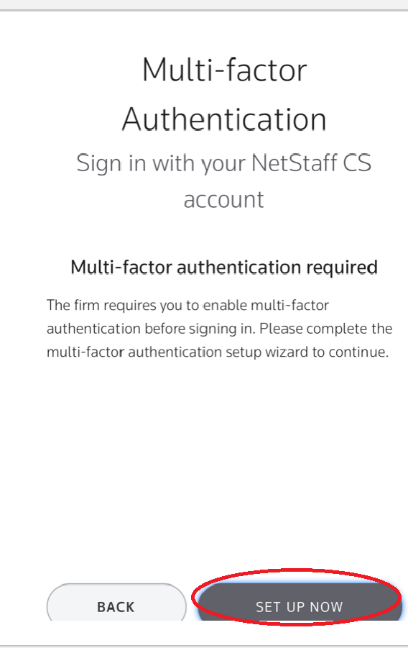 Multi-factor
Authentication
Sign in with your NetStaff CS
account
Multi-factor authentication required
The firm requires you to enable multi-factor
authentication before signing in. Please complete the
multi-factor authentication setup wizard to continue.
BACK
SET UP NOW